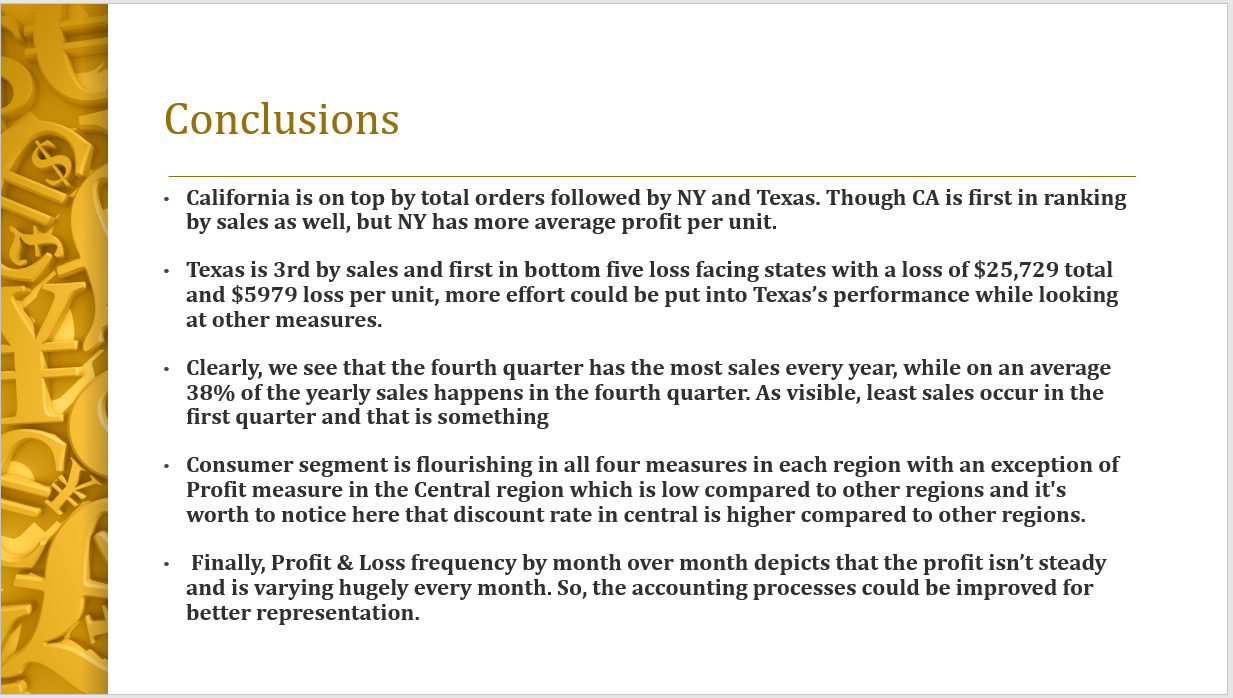 Conclusions
• California is on top by total orders followed by NY and Texas. Though CA is first in ranking
by sales as well, but NY has more average profit per unit.
• Texas is 3rd by sales and first in bottom five loss facing states with a loss of $25,729 total
and $5979 loss per unit, more effort could be put into Texas’s performance while looking
at other measures.
• Clearly, we see that the fourth quarter has the most sales every year, while on an average
38% of the yearly sales happens in the fourth quarter. As visible, least sales occur in the
first quarter and that is something
• Consumer segment is flourishing in all four measures in each region with an exception of
Profit measure in the Central region which is low compared to other regions and it's
worth to notice here that discount rate in central is higher compared to other regions.
• Finally, Profit & Loss frequency by month over month depicts that the profit isn’t steady
and is varying hugely every month. So, the accounting processes could be improved for
better representation.